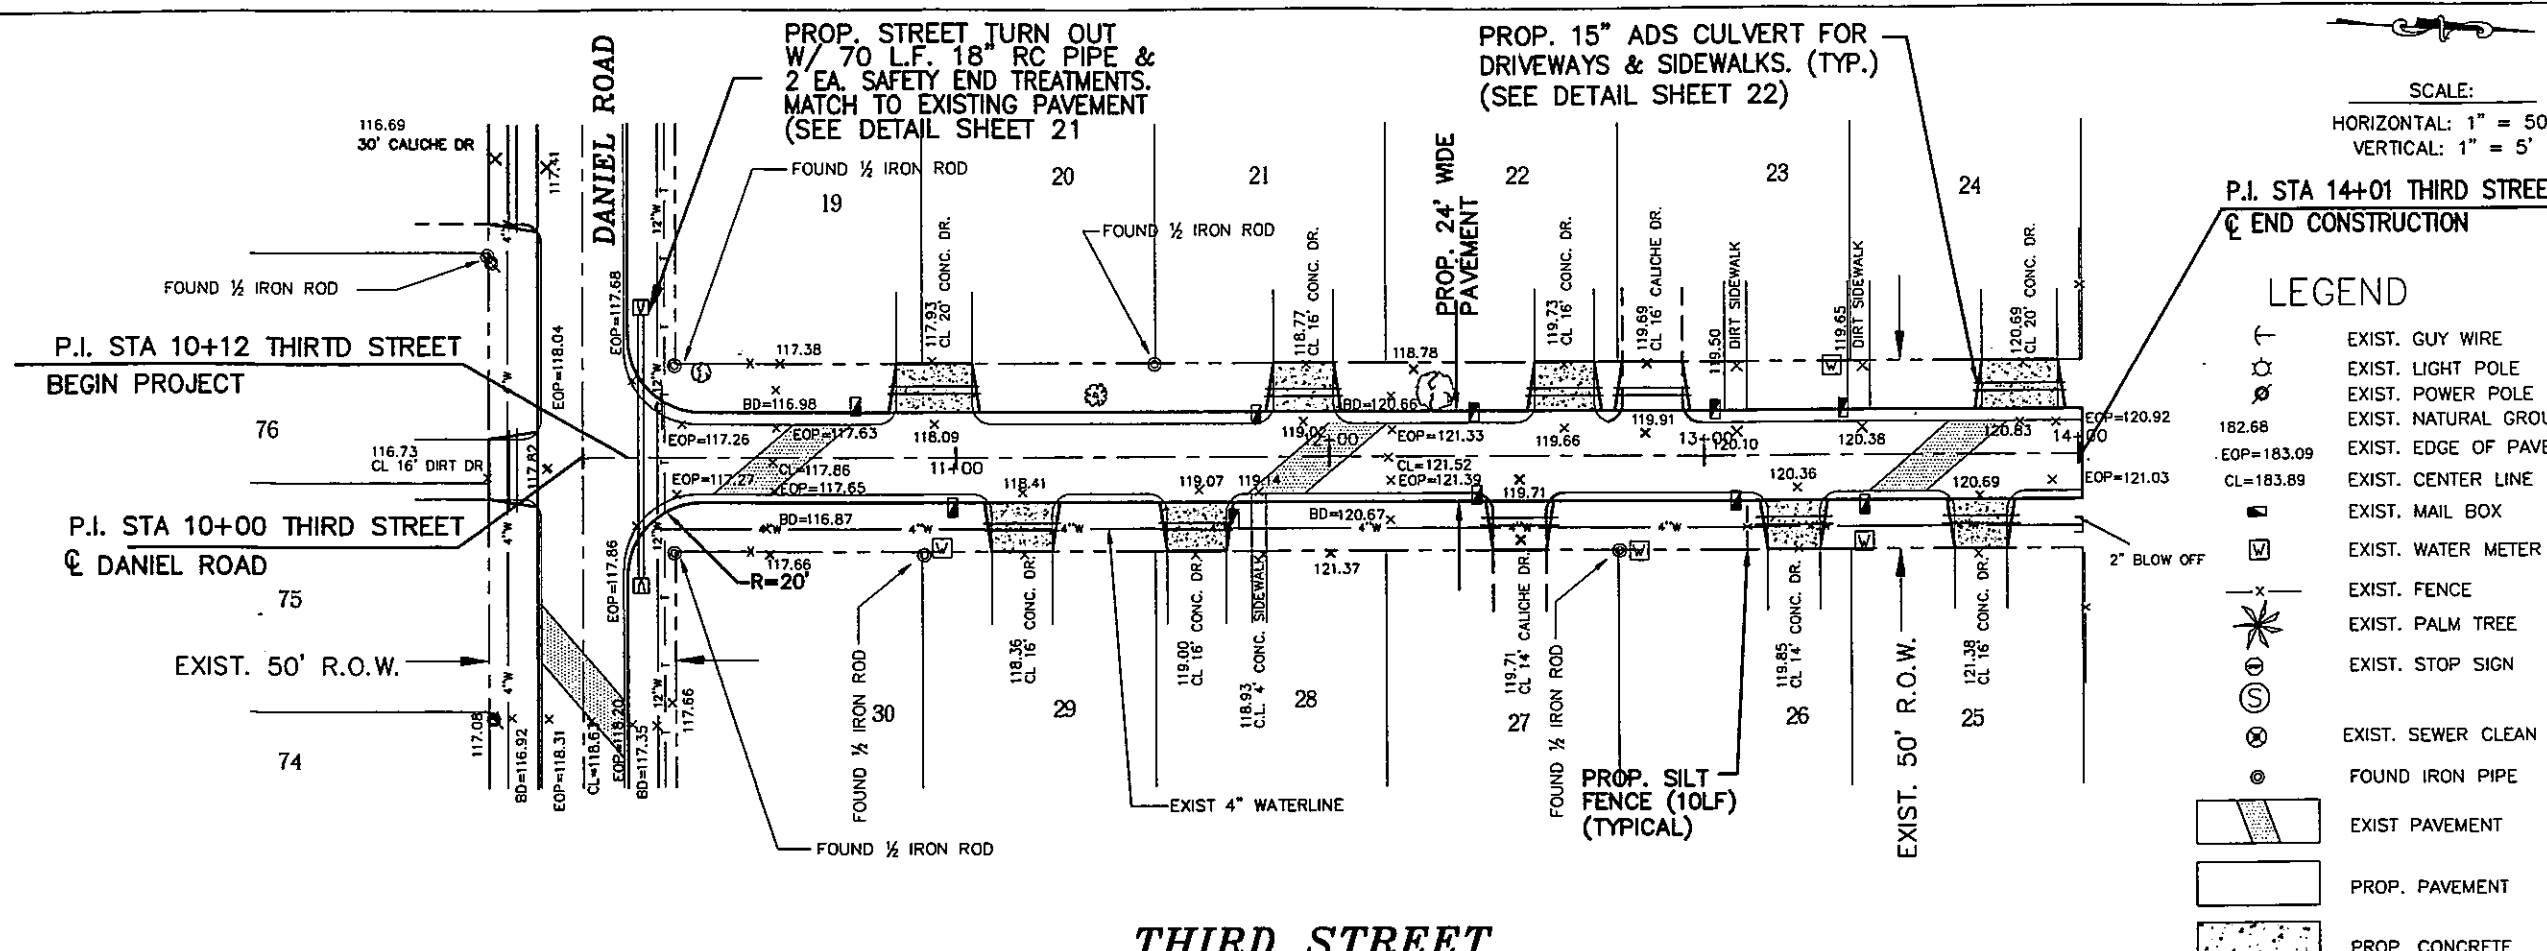 PROP. STREET TURN OUT
W/ 70 L.F. 18" RC PIPE &
2 EA. SAFETY END TREATMENTS.
MATCH TO EXISTING PAVEMENT
(SEE DETAIL SHEET 21
PROP. 15" ADS CULVERT FOR
DRIVEWAYS & SIDEWALKS. (TYP.)
(SEE DETAIL SHEET 22)
SCALE:
HORIZONTAL: 1" = 50
VERTICAL: 1" = 5'
DANIEL ROAD
116.69
30' CALICHE DR
117.41
FOUND ½ IRON ROD
19
20
21
22
23
24
PROP. 24' WIDE
PAVEMENT
P.I. STA 14+01 THIRD STREE
℄ END CONSTRUCTION
FOUND ½ IRON ROD
FOUND ½ IRON ROD
P.I. STA 10+12 THIRTD STREET
BEGIN PROJECT
EOP=118.04
EOP=117.68
4"W
12"W
117.38
117.93
CL 20' CONC. DR.
118.77
CL 16' CONC. DR.
118.78
119.73
CL 16' CONC. DR.
119.69
CL 16' CALICHE DR.
119.50
DIRT SIDEWALK
119.65
DIRT SIDEWALK
120.69
CL 20' CONC. DR.
BD=116.98
BD=120.66
EOP=117.26
EOP=117.63
118.09
119.02
EOP=121.33
119.66
119.91
13+00
120.10
120.38
120.83
14+00
EOP=120.92
76
116.73
CL 16' DIRT DR
117.82
CL=117.86
11+00
2+00
CL=121.52
EOP=117.27
EOP=117.65
118.41
119.07
119.14
EOP=121.39
119.71
120.36
120.69
EOP=121.03
P.I. STA 10+00 THIRD STREET
℄ DANIEL ROAD
BD=116.87
4"W
4"W
4"W
4"W
BD=120.67
4"W
4"W
4"W
EOP=117.86
117.66
R=20'
121.37
2" BLOW OFF
75
EXIST. 50' R.O.W.
118.36
CL 16' CONC. DR.
119.00
CL 16' CONC. DR.
118.93
C.L. 4' CONC. SIDEWALK
119.71
CL 14' CALICHE DR.
119.85
CL 14' CONC. DR.
121.38
CL 16' CONC. DR.
EXIST. 50' R.O.W.
117.66
30
29
28
27
26
25
74
117.08
BD=116.92
EOP=118.31
CL=118.61
EOP=118.20
BD=117.35
FOUND ½ IRON ROD
FOUND ½ IRON ROD
FOUND ½ IRON ROD
EXIST 4" WATERLINE
PROP. SILT
FENCE (10LF)
(TYPICAL)
LEGEND
EXIST. GUY WIRE
EXIST. LIGHT POLE
EXIST. POWER POLE
182.68
EXIST. NATURAL GROU
EOP=183.09
EXIST. EDGE OF PAVE
CL=183.89
EXIST. CENTER LINE
EXIST. MAIL BOX
W
EXIST. WATER METER
EXIST. FENCE
EXIST. PALM TREE
EXIST. STOP SIGN
S
EXIST. SEWER CLEAN
FOUND IRON PIPE
EXIST PAVEMENT
PROP. PAVEMENT
PROP. CONCRETE
THIRD STREET